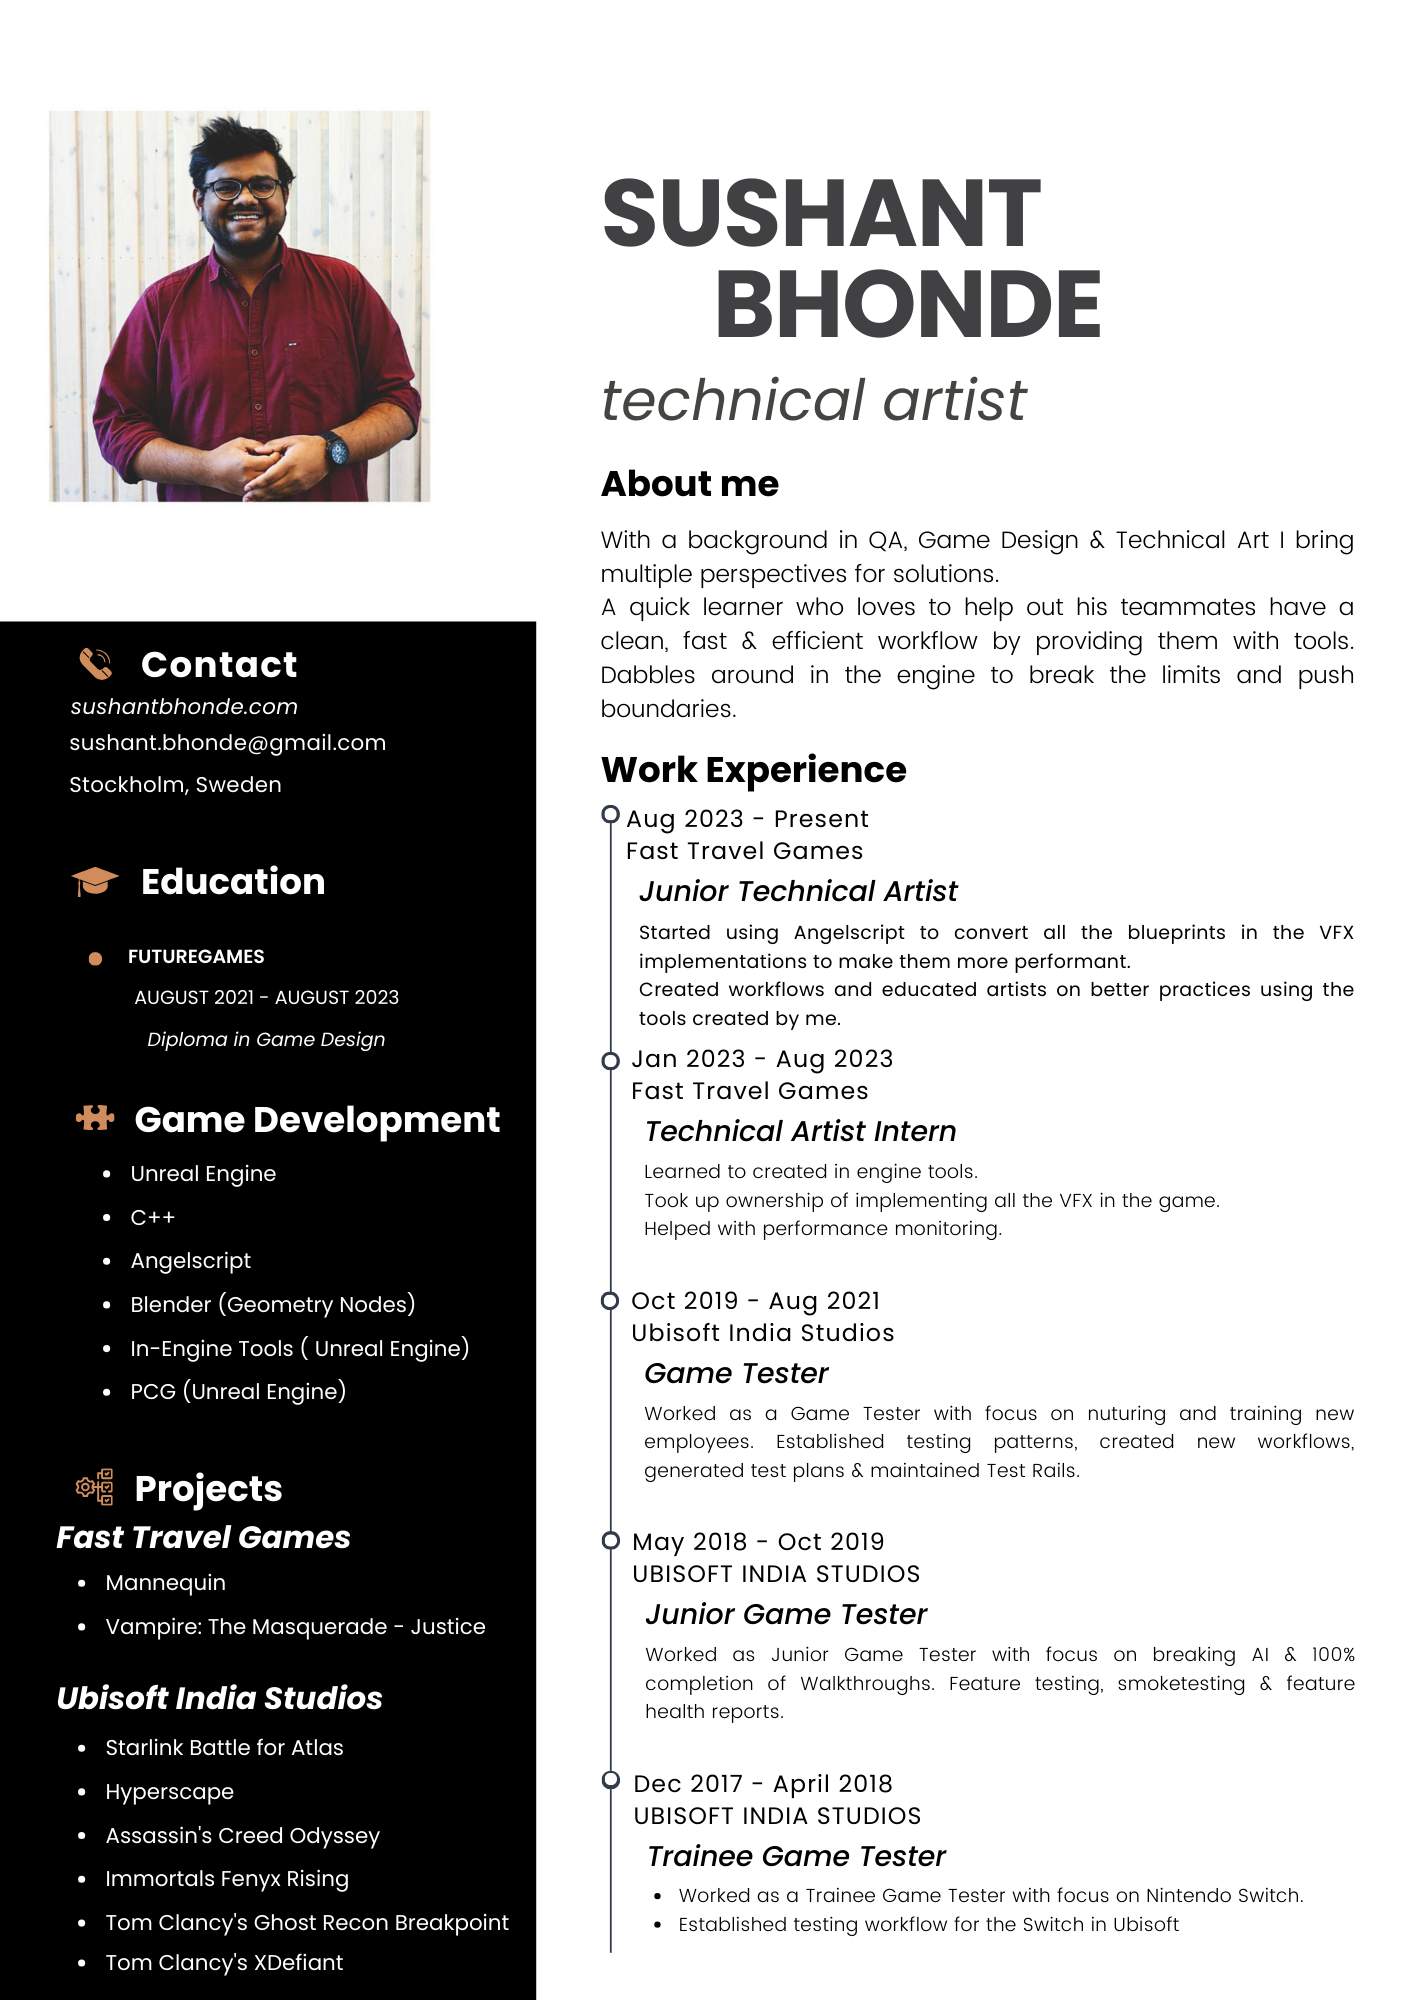 SUSHANT
BHONDE
technical artist
About me
With a background in QA, Game Design & Technical Art I bring
multiple perspectives for solutions.
A quick learner who loves to help out his teammates have a
clean, fast & efficient workflow by providing them with tools.
Dabbles around in the engine to break the limits and push
boundaries.
Contact
sushantbhonde.com
sushant.bhonde@gmail.com
Stockholm, Sweden
Education
FUTUREGAMES
AUGUST 2021 - AUGUST 2023
Diploma in Game Design
Game Development
• Unreal Engine
• C++
• Angelscript
• Blender (Geometry Nodes)
• In-Engine Tools ( Unreal Engine)
• PCG (Unreal Engine)
Projects
Fast Travel Games
• Mannequin
• Vampire: The Masquerade - Justice
Ubisoft India Studios
• Starlink Battle for Atlas
• Hyperscape
• Assassin's Creed Odyssey
• Immortals Fenyx Rising
• Tom Clancy's Ghost Recon Breakpoint
• Tom Clancy's XDefiant
Work Experience
Aug 2023 - Present
Fast Travel Games
Junior Technical Artist
Started using Angelscript to convert all the blueprints in the VFX
implementations to make them more performant.
Created workflows and educated artists on better practices using the
tools created by me.
Jan 2023 - Aug 2023
Fast Travel Games
Technical Artist Intern
Learned to created in engine tools.
Took up ownership of implementing all the VFX in the game.
Helped with performance monitoring.
Oct 2019 - Aug 2021
Ubisoft India Studios
Game Tester
Worked as a Game Tester with focus on nuturing and training new
employees. Established testing patterns, created new workflows,
generated test plans & maintained Test Rails.
May 2018 - Oct 2019
UBISOFT INDIA STUDIOS
Junior Game Tester
Worked as Junior Game Tester with focus on breaking AI & 100%
completion of Walkthroughs. Feature testing, smoketesting & feature
health reports.
Dec 2017 - April 2018
UBISOFT INDIA STUDIOS
Trainee Game Tester
• Worked as a Trainee Game Tester with focus on Nintendo Switch.
• Established testing workflow for the Switch in Ubisoft